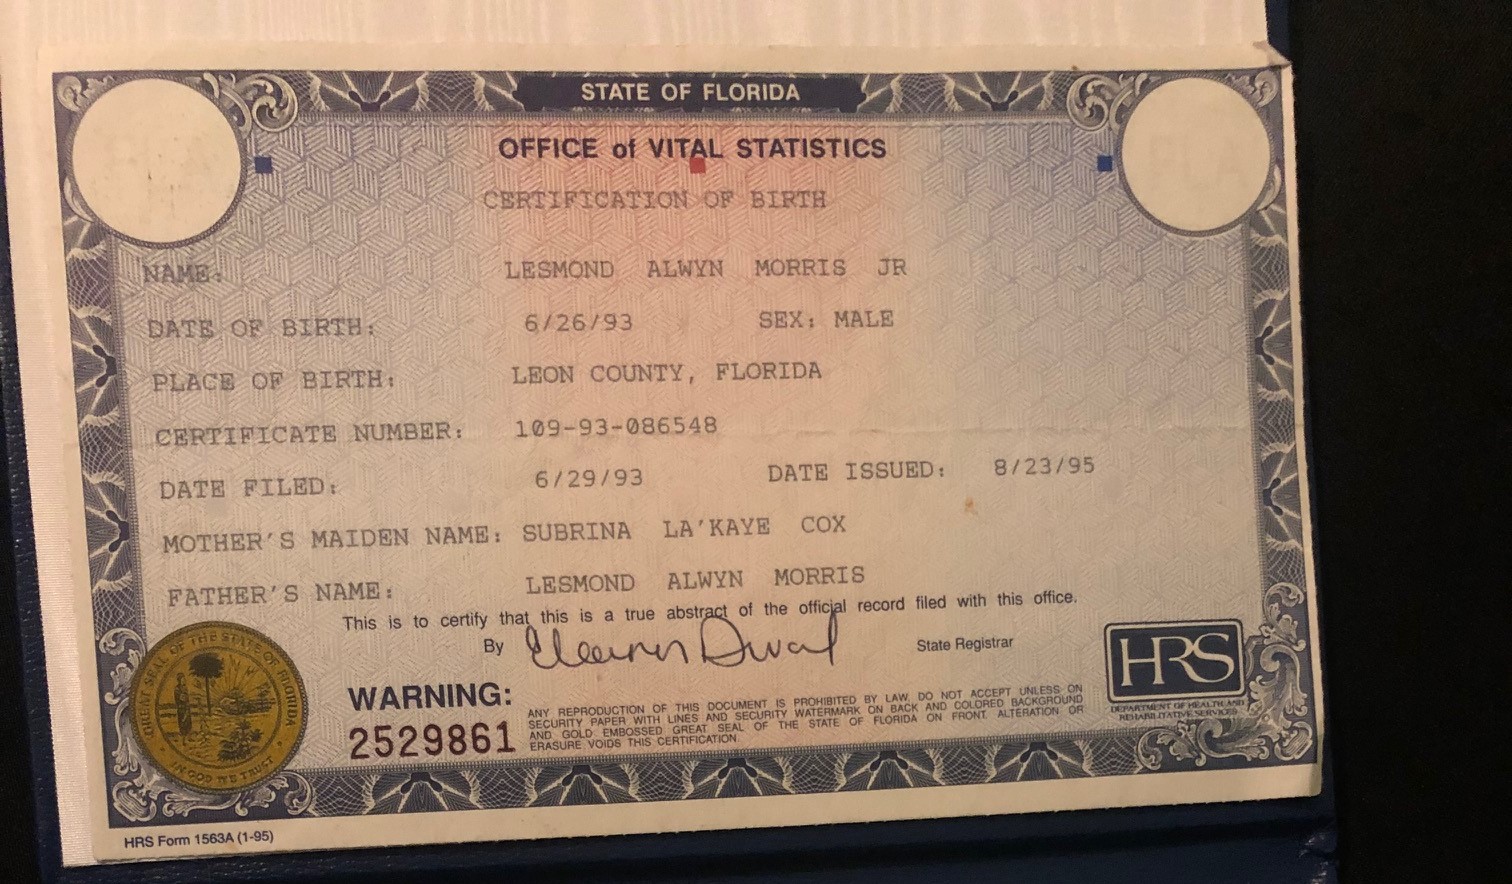 STATE OF FLORIDA
OFFICE of VITAL STATISTICS
CERTIFICATION OF BIRTH
NAME: LESMOND ALWYN MORRIS JR
DATE OF BIRTH: 6/26/93 SEX: MALE
PLACE OF BIRTH: LEON COUNTY, FLORIDA
CERTIFICATE NUMBER: 109-93-086548
DATE FILED: 6/29/93 DATE ISSUED: 8/23/95
MOTHER'S MAIDEN NAME: SUBRINA LA'KAYE COX
FATHER'S NAME: LESMOND ALWYN MORRIS
This is to certify that this is a true abstract of the official record filed with this office.
By State Registrar
GREAT SEAL OF THE STATE OF FLORIDA
IN GOD WE TRUST
HRS
DEPARTMENT OF HEALTH AND
REHABILITATIVE SERVICES
WARNING:
2529861
ANY REPRODUCTION OF THIS DOCUMENT IS PROHIBITED BY LAW. DO NOT ACCEPT UNLESS ON
SECURITY PAPER WITH LINES AND SECURITY WATERMARK ON BACK AND COLORED BACKGROUND
AND GOLD EMBOSSED GREAT SEAL OF THE STATE OF FLORIDA ON FRONT. ALTERATION OR
ERASURE VOIDS THIS CERTIFICATION.
HRS Form 1563A (1-95)